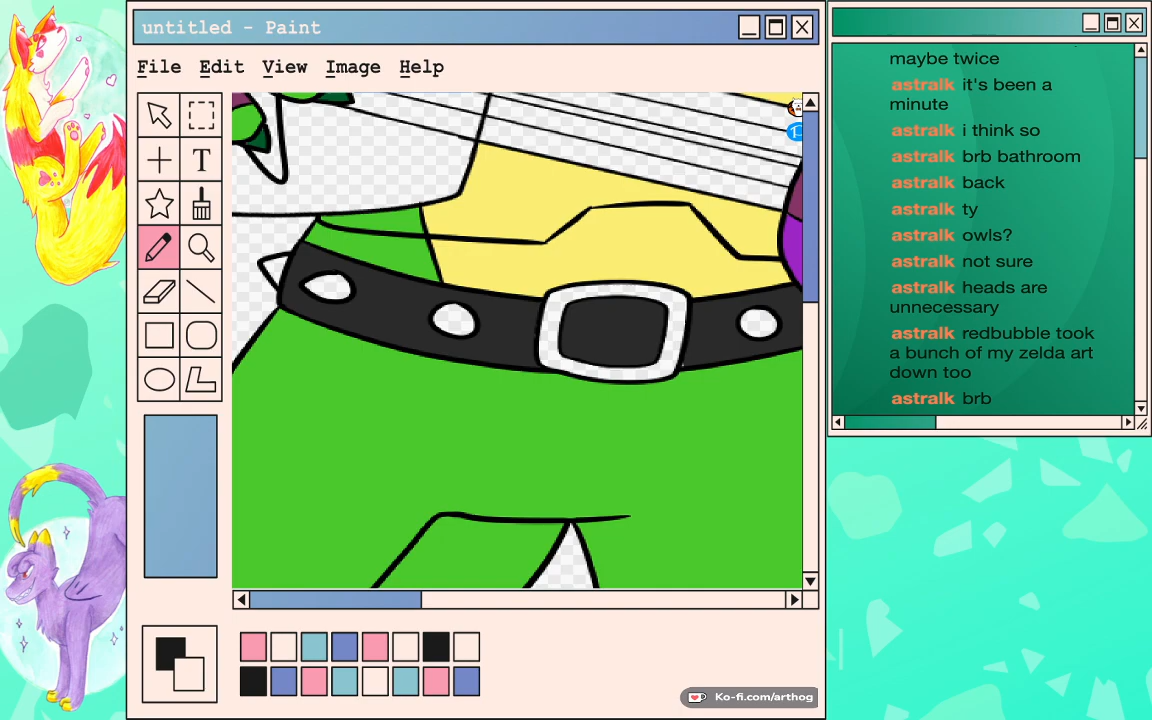 untitled - Paint
File Edit View Image Help
T
maybe twice
astralk it's been a
minute
astralk i think so
astralk brb bathroom
astralk back
astralk ty
astralk owls?
astralk not sure
astralk heads are
unnecessary
astralk redbubble took
a bunch of my zelda art
down too
astralk brb
Ko-fi.com/arthog